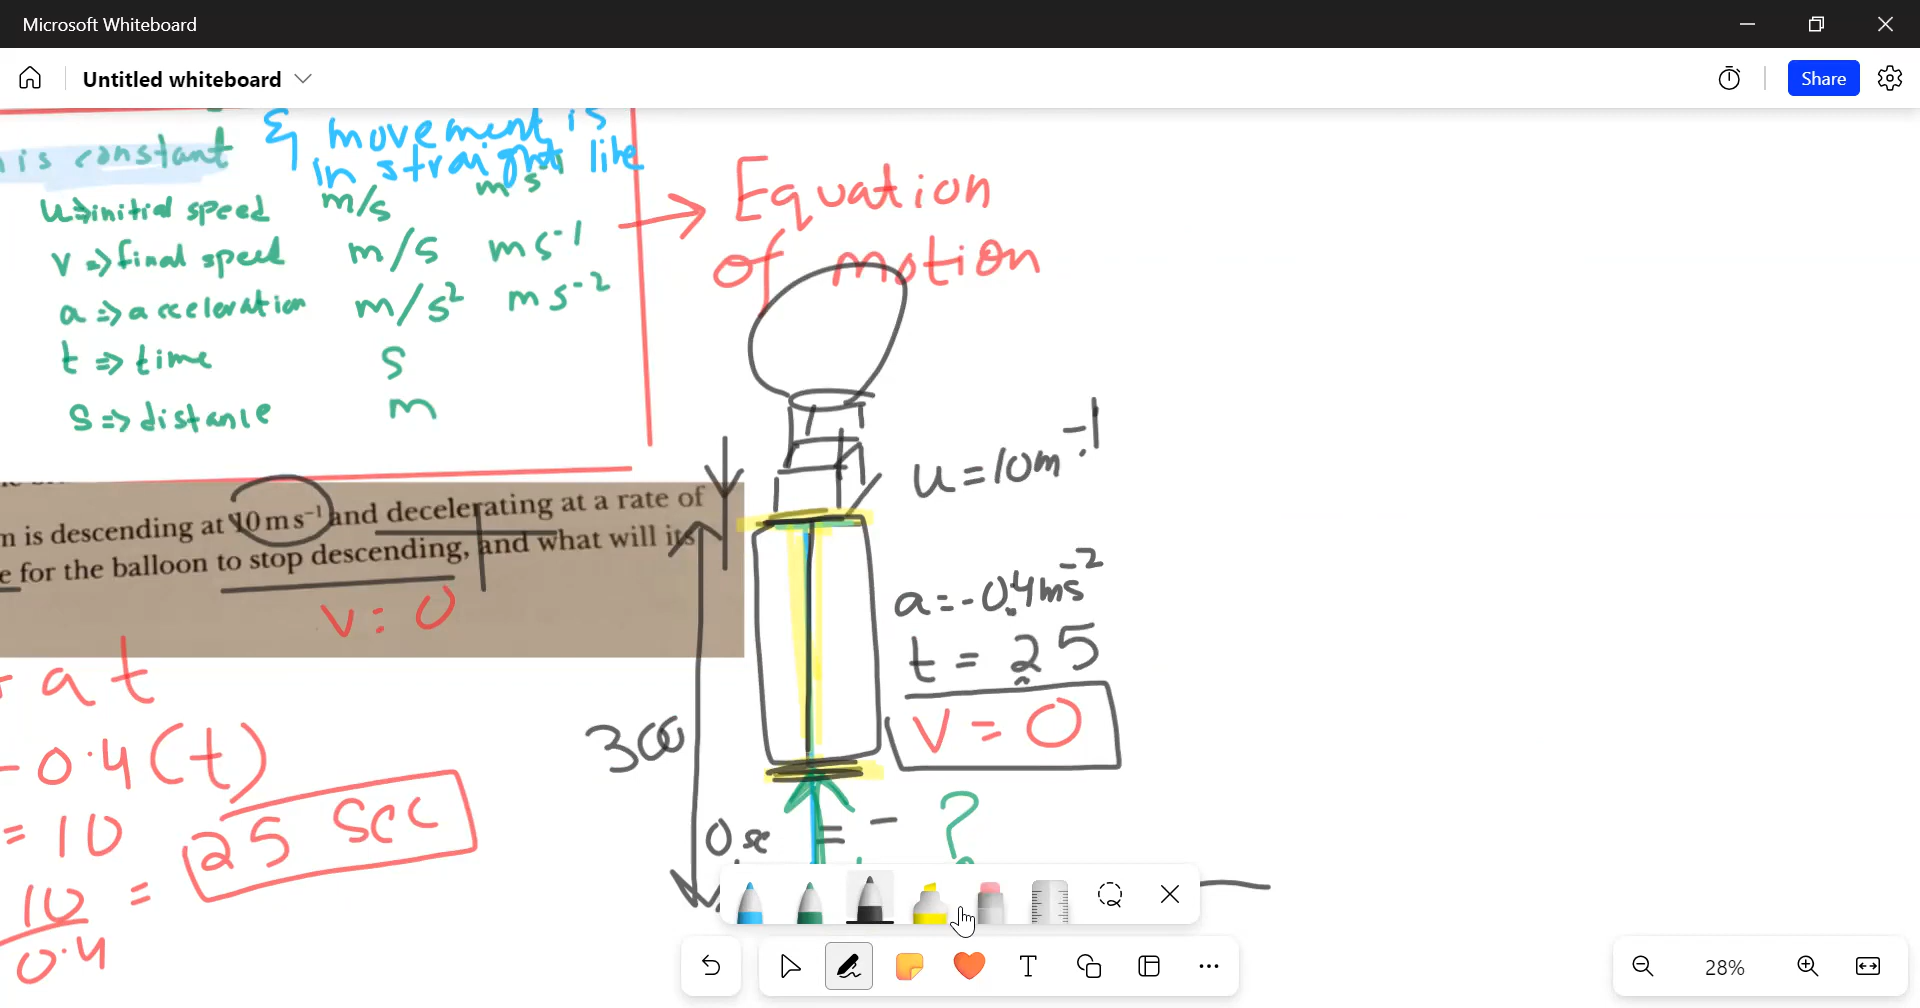 Microsoft Whiteboard
Untitled whiteboard
Share
is constant & movement is
in straight line
u⇒initial speed m/s ms⁻¹
v⇒final speed m/s ms⁻¹
a⇒acceleration m/s² ms⁻²
t⇒time s
s⇒distance m
→ Equation
of motion
m is descending at 10 m s⁻¹ and decelerating at a rate of
e for the balloon to stop descending, and what will its
v = 0
u = 10m⁻¹
a = -0.4ms⁻²
t = 25
v = 0
300
at
-0.4(t)
= 10
25 sec
10 =
0.4
= - ?
28%